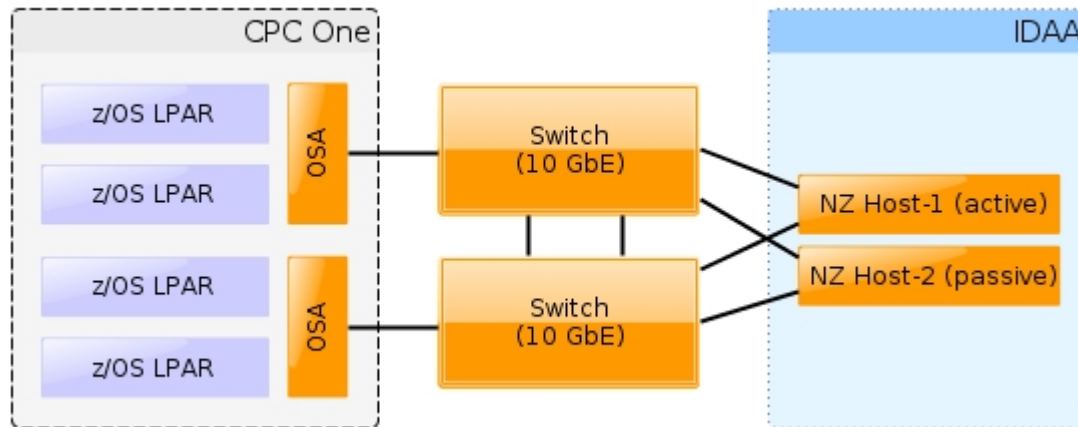 CPC One
z/OS LPAR
z/OS LPAR
OSA
z/OS LPAR
z/OS LPAR
OSA
Switch
(10 GbE)
Switch
(10 GbE)
IDAA
NZ Host-1 (active)
NZ Host-2 (passive)